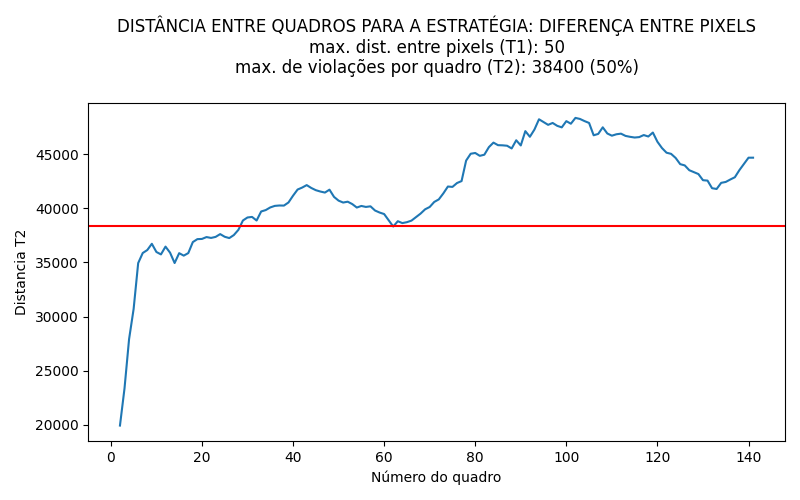 DISTÂNCIA ENTRE QUADROS PARA A ESTRATÉGIA: DIFERENÇA ENTRE PIXELS
max. dist. entre pixels (T1): 50
max. de violações por quadro (T2): 38400 (50%)
45000
40000
35000
30000
25000
20000
Distancia T2
0 20 40 60 80 100 120 140
Número do quadro